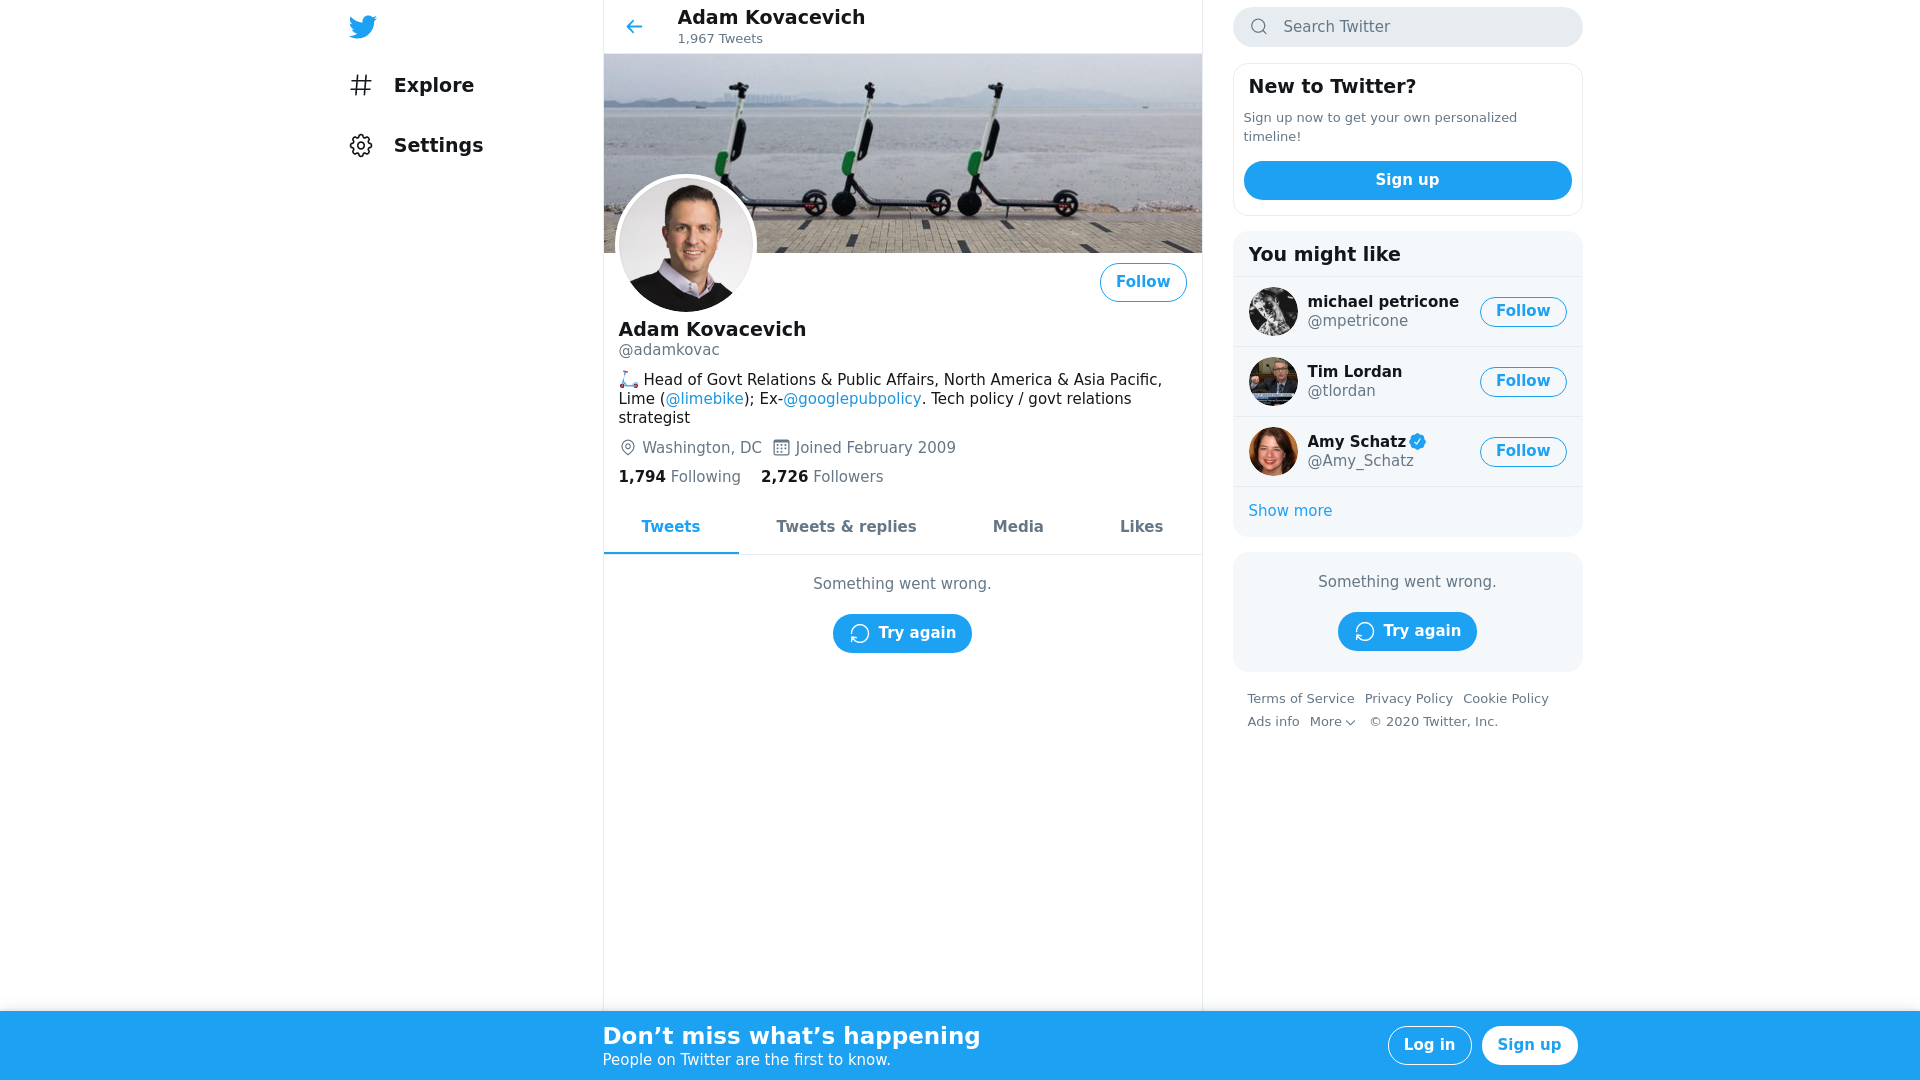 Explore
Settings
Adam Kovacevich
1,967 Tweets
Follow
Adam Kovacevich
@adamkovac
🛴 Head of Govt Relations & Public Affairs, North America & Asia Pacific,
Lime (@limebike); Ex-@googlepubpolicy. Tech policy / govt relations
strategist
Washington, DC Joined February 2009
1,794 Following 2,726 Followers
Tweets Tweets & replies Media Likes
Something went wrong.
Try again
Search Twitter
New to Twitter?
Sign up now to get your own personalized
timeline!
Sign up
You might like
michael petricone
@mpetricone
Follow
Tim Lordan
@tlordan
Follow
Amy Schatz
@Amy_Schatz
Follow
Show more
Something went wrong.
Try again
Terms of Service Privacy Policy Cookie Policy
Ads info More © 2020 Twitter, Inc.
Don’t miss what’s happening
People on Twitter are the first to know.
Log in Sign up